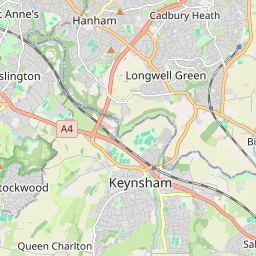 t Anne's
Hanham
Cadbury Heath
slington
Longwell Green
A4
Bi
tockwood
Keynsham
Queen Charlton
Sal